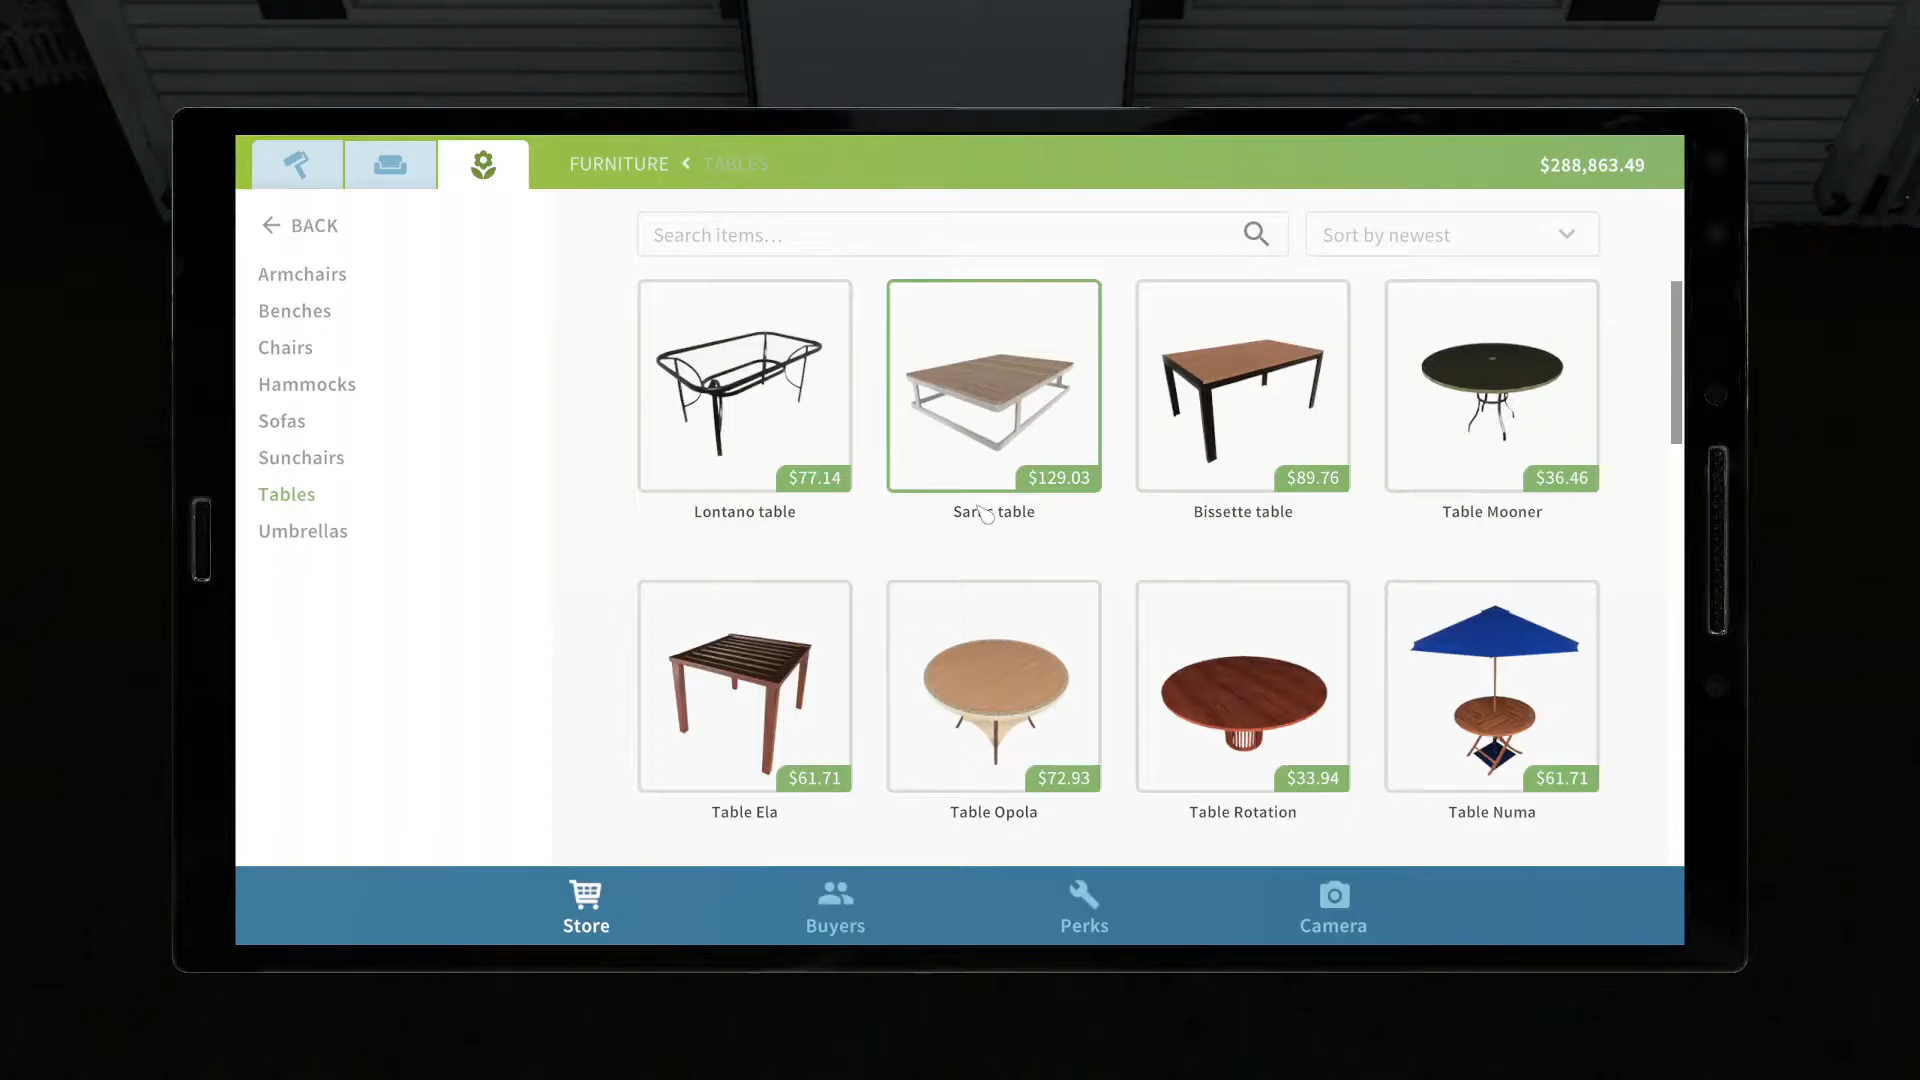 FURNITURE < TABLES
$288,863.49
BACK
Armchairs
Benches
Chairs
Hammocks
Sofas
Sunchairs
Tables
Umbrellas
Search items...
Sort by newest
$77.14
$129.03
$89.76
$36.46
Lontano table
table
Bissette table
Table Mooner
$61.71
$72.93
$33.94
$61.71
Table Ela
Table Opola
Table Rotation
Table Numa
Store
Buyers
Perks
Camera